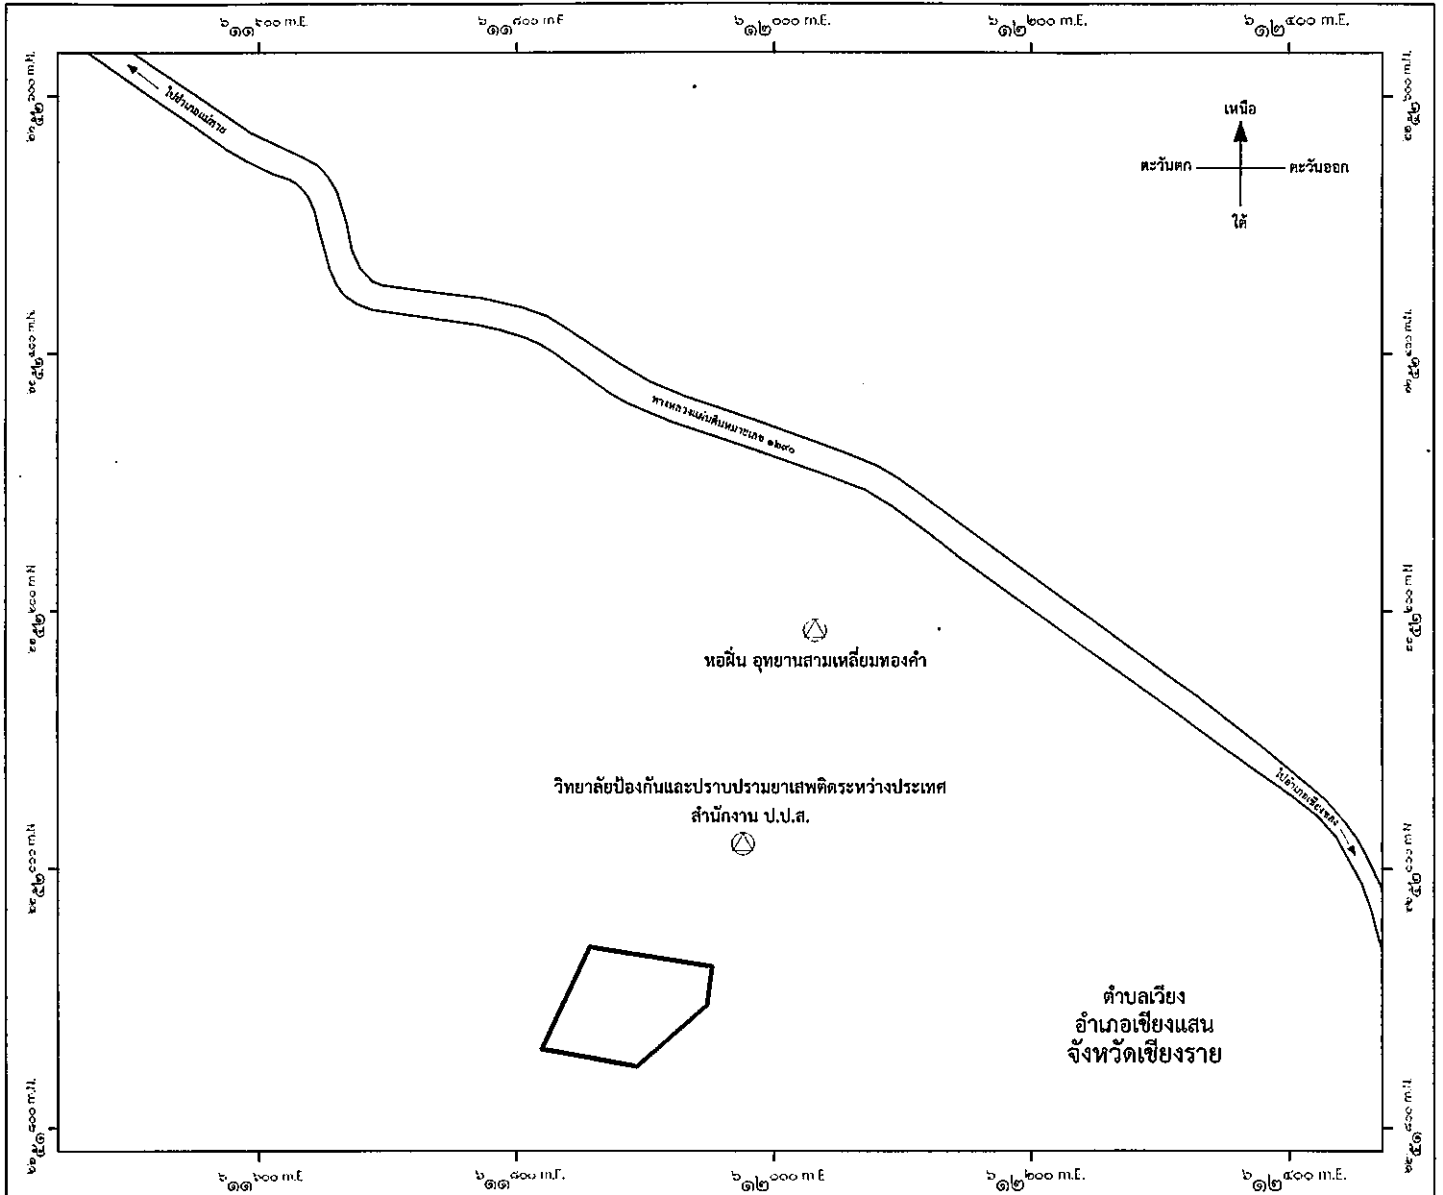 ๖๑๑๖๐๐ m.E
๖๑๑๘๐๐ m.E
๖๑๒๐๐๐ m.E
๖๑๒๒๐๐ m.E.
๖๑๒๔๐๐ m.E.
เหนือ
ตะวันตก
ตะวันออก
ใต้
ไปอำเภอแม่สาย
ทางหลวงแผ่นดินหมายเลข ๑๒๙๐
หอฝิ่น อุทยานสามเหลี่ยมทองคำ
วิทยาลัยป้องกันและปราบปรามยาเสพติดระหว่างประเทศ
สำนักงาน ป.ป.ส.
ไปอำเภอเชียงของ
ตำบลเวียง
อำเภอเชียงแสน
จังหวัดเชียงราย
๖๑๑๖๐๐ m.E
๖๑๑๘๐๐ m.E.
๖๑๒๐๐๐ m.E
๖๑๒๒๐๐ m.E.
๖๑๒๔๐๐ m.E.